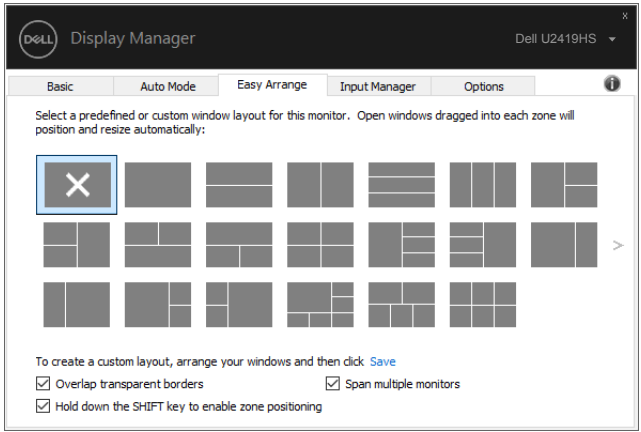 x
DELL
Display Manager
Dell U2419HS
Basic
Auto Mode
Easy Arrange
Input Manager
Options
i
Select a predefined or custom window layout for this monitor. Open windows dragged into each zone will
position and resize automatically:
>
To create a custom layout, arrange your windows and then click Save
Overlap transparent borders
Span multiple monitors
Hold down the SHIFT key to enable zone positioning